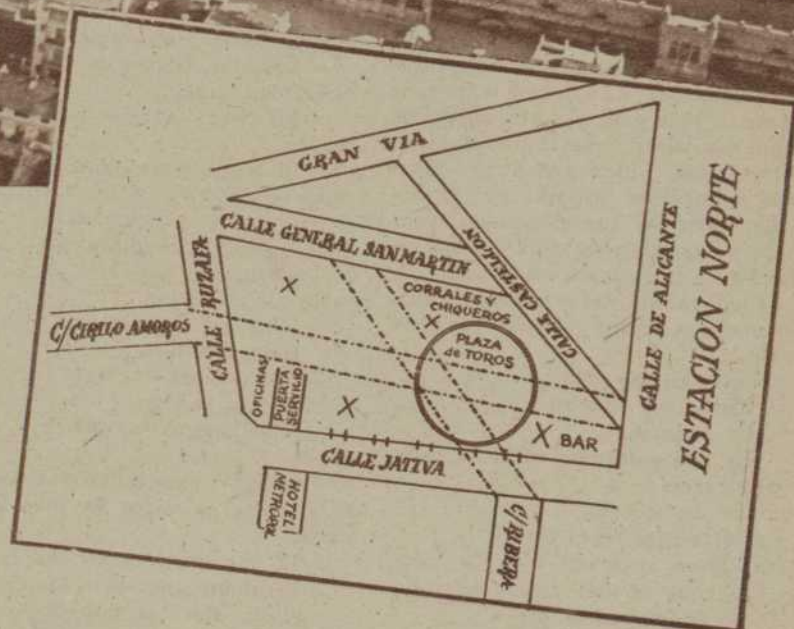 GRAN VIA
CALLE GENERAL SAN MARTIN
CALLE CASTELLON
CALLE RUZAFA
C/CIRILO AMOROS
CORRALES Y
CHIQUEROS
PLAZA
de TOROS
OFICINAS
PUERTA
SERVICIO
BAR
CALLE JATIVA
HOTEL
METROPOL
C/RIBERA
CALLE DE ALICANTE
ESTACION NORTE